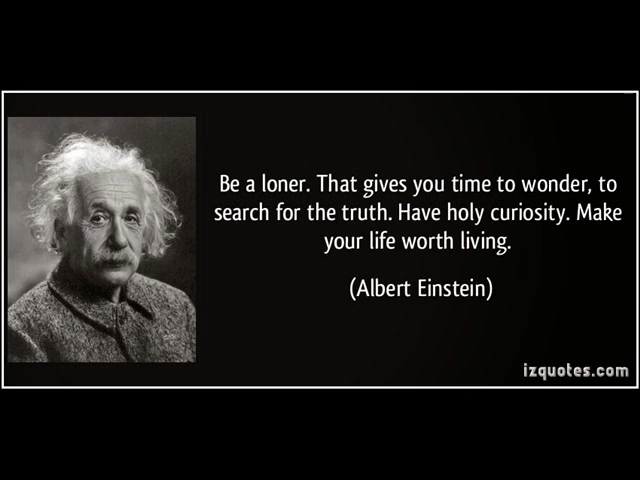 Be a loner. That gives you time to wonder, to
search for the truth. Have holy curiosity. Make
your life worth living.
(Albert Einstein)
izquotes.com